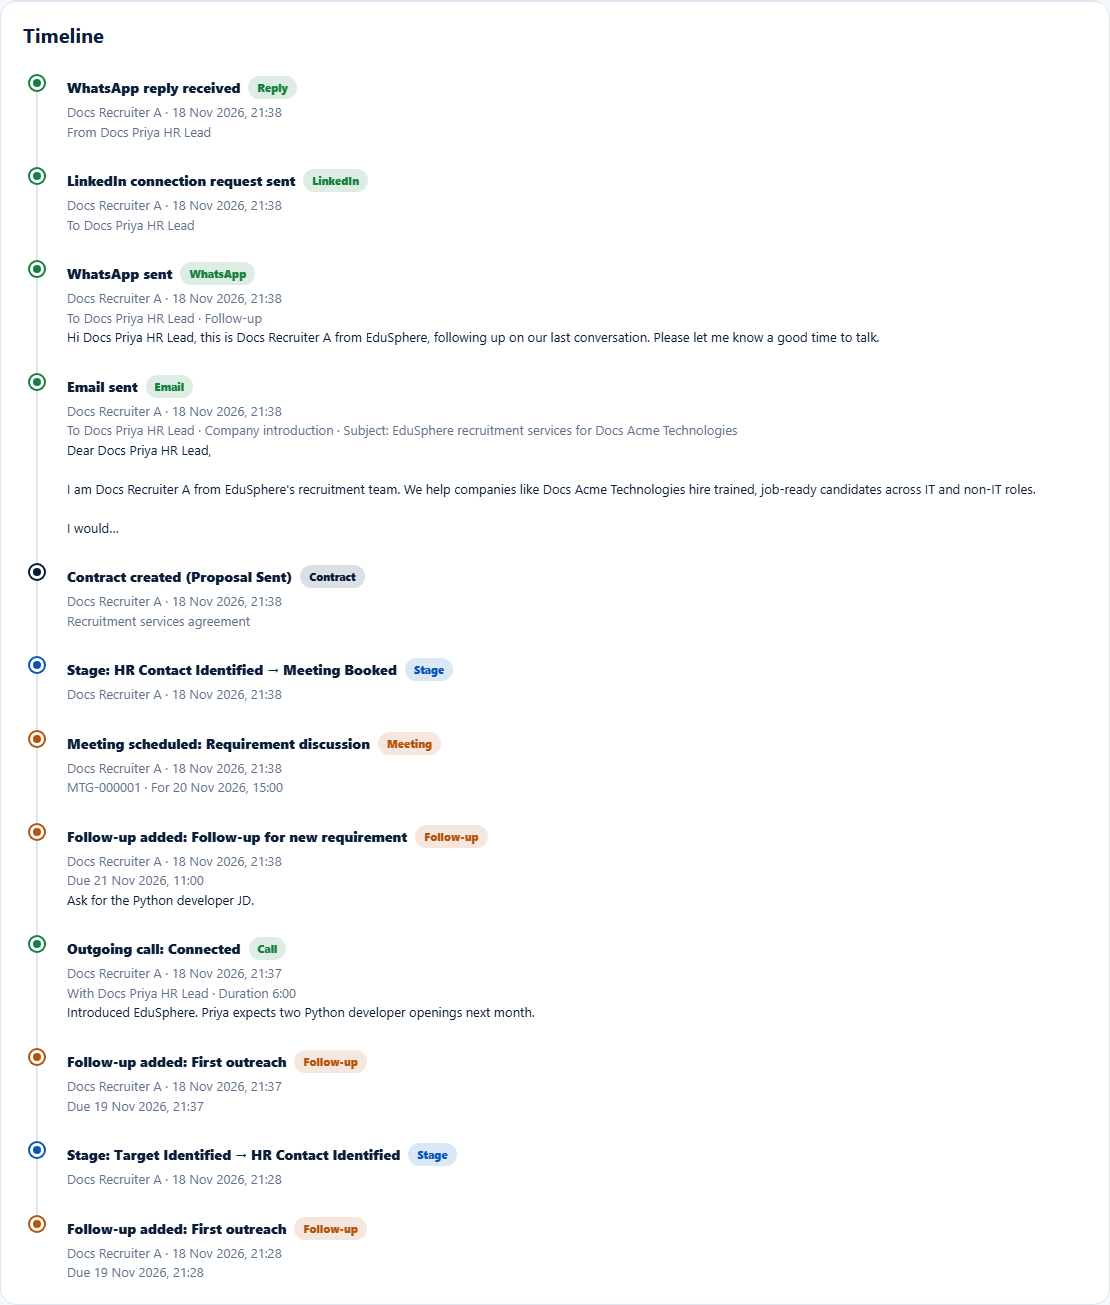 Timeline
WhatsApp reply received Reply
Docs Recruiter A · 18 Nov 2026, 21:38
From Docs Priya HR Lead
LinkedIn connection request sent LinkedIn
Docs Recruiter A · 18 Nov 2026, 21:38
To Docs Priya HR Lead
WhatsApp sent WhatsApp
Docs Recruiter A · 18 Nov 2026, 21:38
To Docs Priya HR Lead · Follow-up
Hi Docs Priya HR Lead, this is Docs Recruiter A from EduSphere, following up on our last conversation. Please let me know a good time to talk.
Email sent Email
Docs Recruiter A · 18 Nov 2026, 21:38
To Docs Priya HR Lead · Company introduction · Subject: EduSphere recruitment services for Docs Acme Technologies
Dear Docs Priya HR Lead,
I am Docs Recruiter A from EduSphere's recruitment team. We help companies like Docs Acme Technologies hire trained, job-ready candidates across IT and non-IT roles.
I would...
Contract created (Proposal Sent) Contract
Docs Recruiter A · 18 Nov 2026, 21:38
Recruitment services agreement
Stage: HR Contact Identified → Meeting Booked Stage
Docs Recruiter A · 18 Nov 2026, 21:38
Meeting scheduled: Requirement discussion Meeting
Docs Recruiter A · 18 Nov 2026, 21:38
MTG-000001 · For 20 Nov 2026, 15:00
Follow-up added: Follow-up for new requirement Follow-up
Docs Recruiter A · 18 Nov 2026, 21:38
Due 21 Nov 2026, 11:00
Ask for the Python developer JD.
Outgoing call: Connected Call
Docs Recruiter A · 18 Nov 2026, 21:37
With Docs Priya HR Lead · Duration 6:00
Introduced EduSphere. Priya expects two Python developer openings next month.
Follow-up added: First outreach Follow-up
Docs Recruiter A · 18 Nov 2026, 21:37
Due 19 Nov 2026, 21:37
Stage: Target Identified → HR Contact Identified Stage
Docs Recruiter A · 18 Nov 2026, 21:28
Follow-up added: First outreach Follow-up
Docs Recruiter A · 18 Nov 2026, 21:28
Due 19 Nov 2026, 21:28